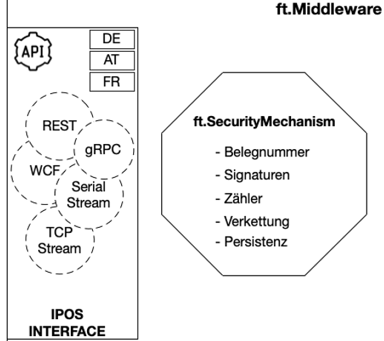 ft.Middleware
API
DE
AT
FR
REST
gRPC
WCF
Serial
Stream
TCP
Stream
IPOS
INTERFACE
ft.SecurityMechanism
- Belegnummer
- Signaturen
- Zähler
- Verkettung
- Persistenz